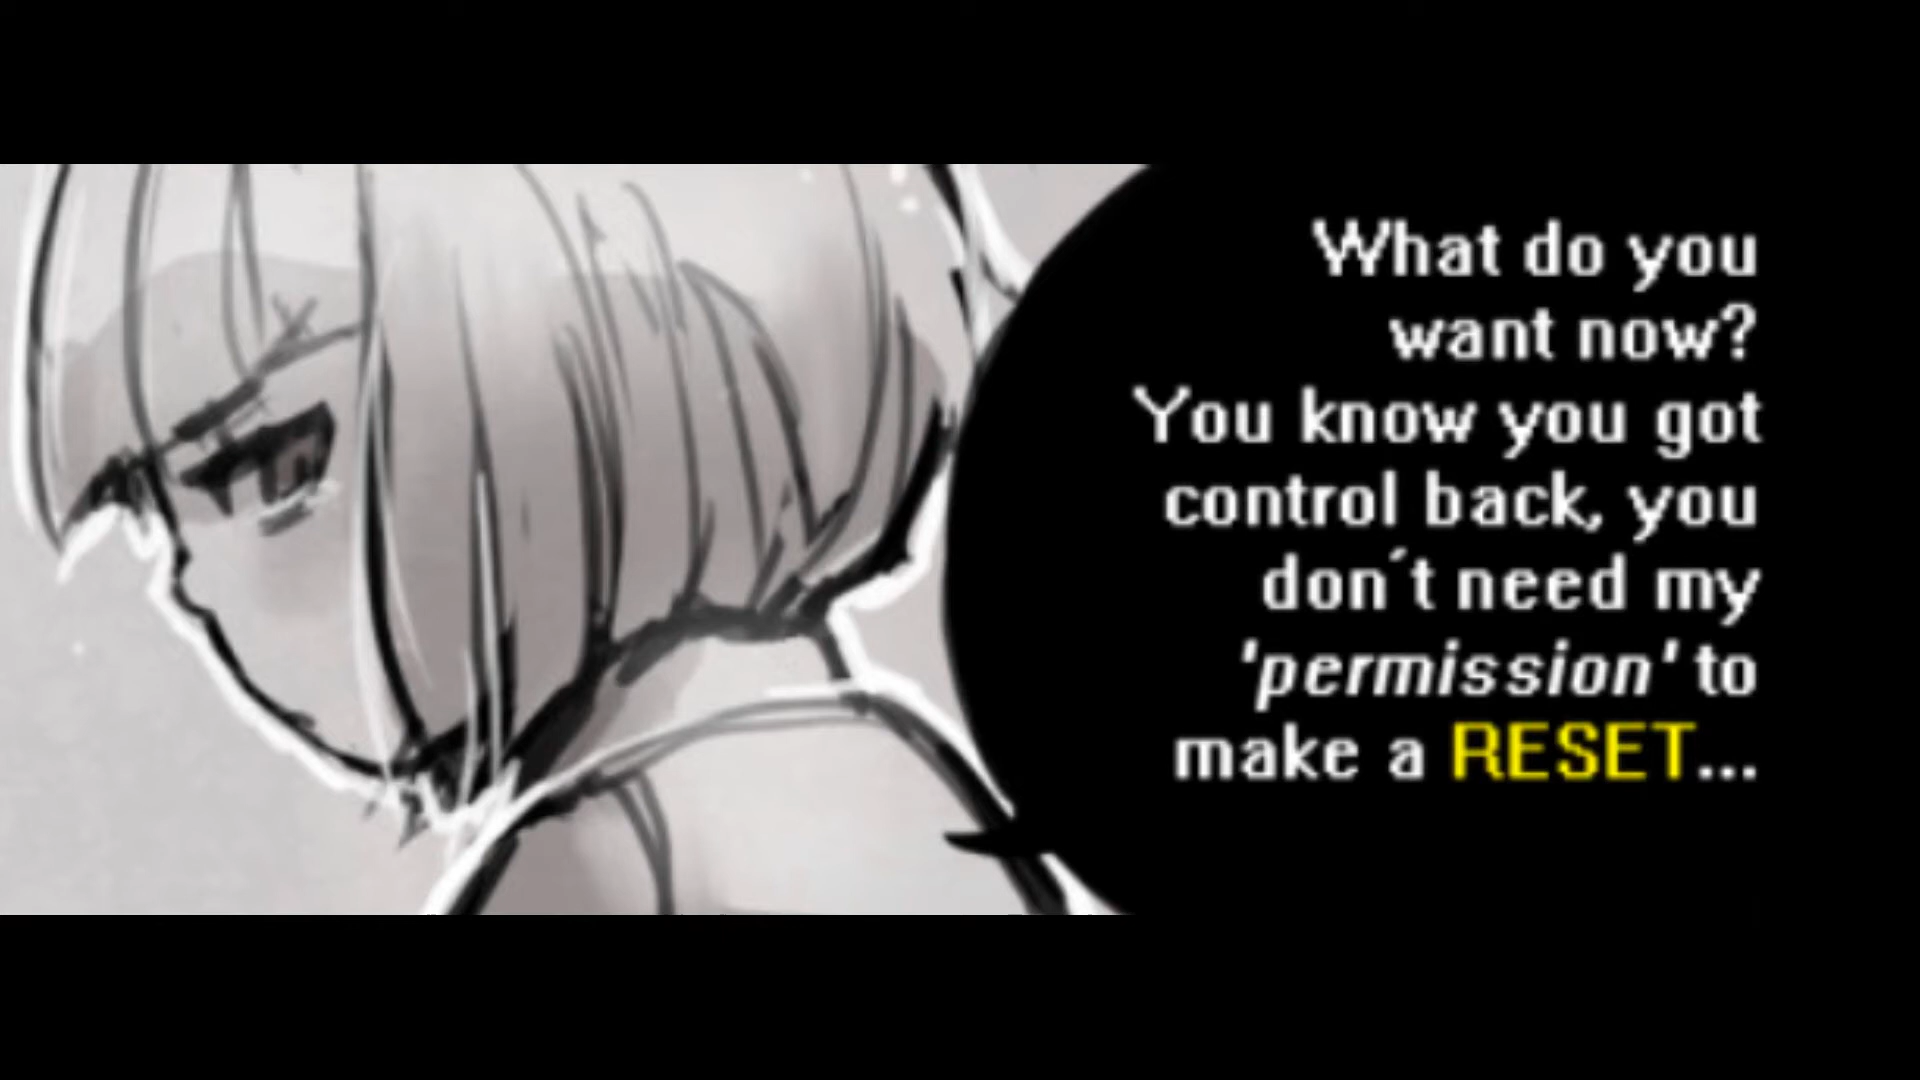 What do you
want now?
You know you got
control back, you
don´t need my
'permission' to
make a RESET...